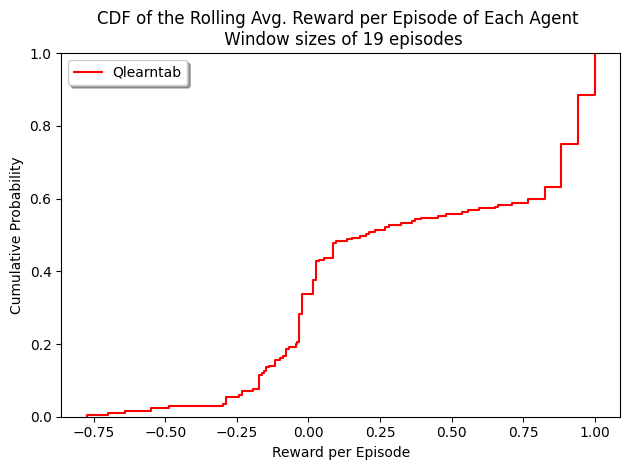 CDF of the Rolling Avg. Reward per Episode of Each Agent
Window sizes of 19 episodes
Qlearntab
1.0
0.8
0.6
0.4
0.2
0.0
Cumulative Probability
−0.75
−0.50
−0.25
0.00
0.25
0.50
0.75
1.00
Reward per Episode